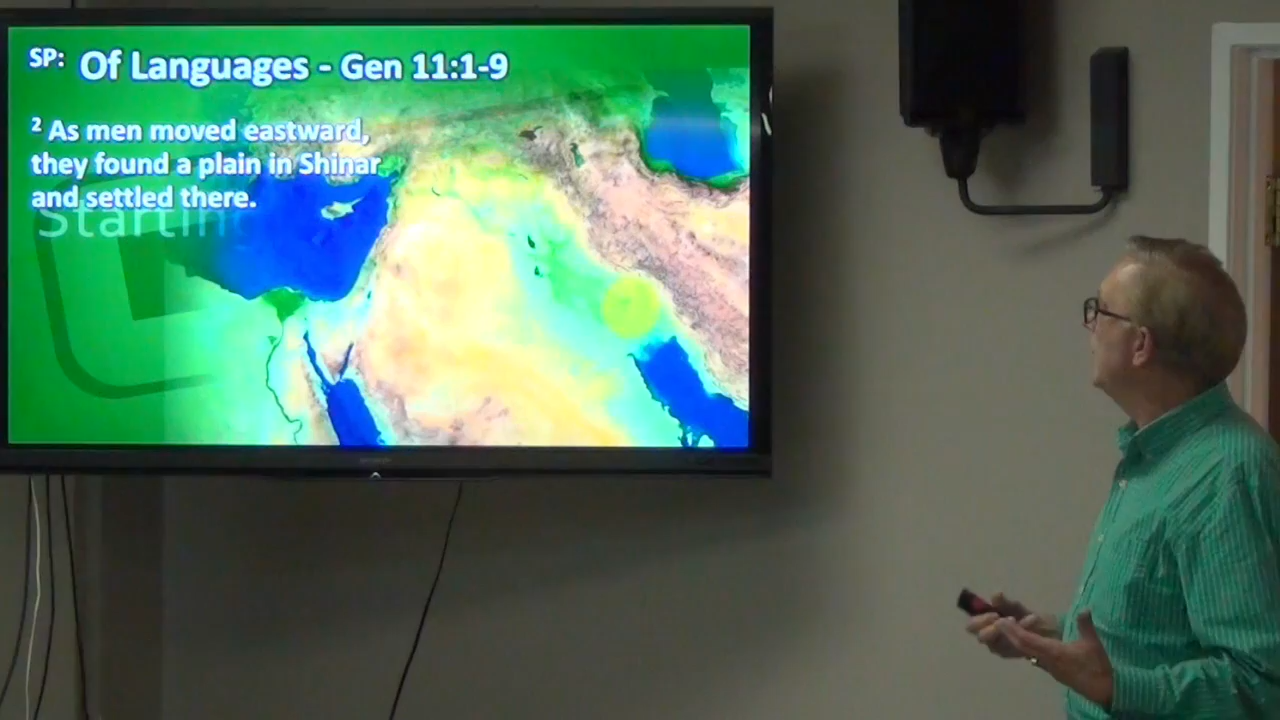 SP: Of Languages - Gen 11:1-9
2 As men moved eastward,
they found a plain in Shinar
and settled there.
Startin